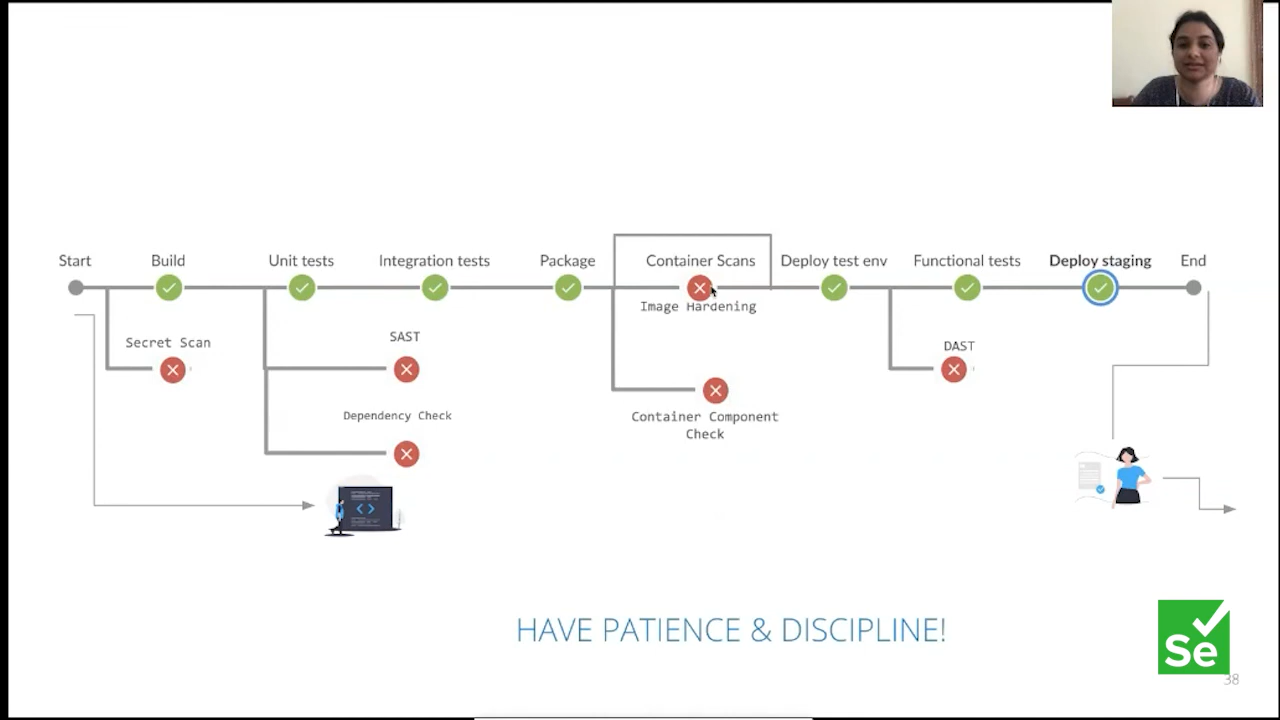 Start
Build
Unit tests
Integration tests
Package
Container Scans
Deploy test env
Functional tests
Deploy staging
End
Image Hardening
Secret Scan
SAST
DAST
Dependency Check
Container Component
Check
HAVE PATIENCE & DISCIPLINE!
Se
38